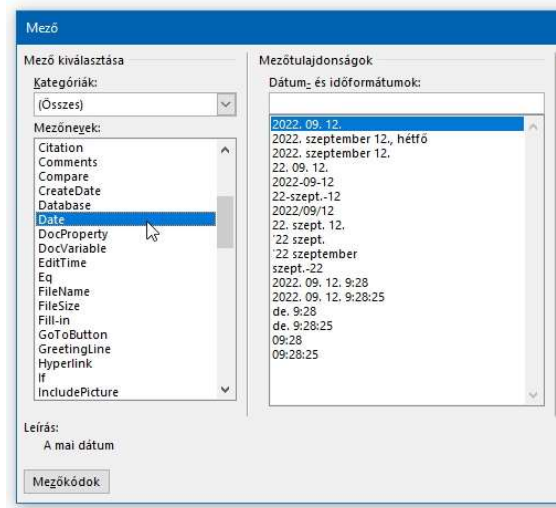 Mező
Mező kiválasztása
Kategóriák:
(Összes)
Mezőnevek:
Citation
Comments
Compare
CreateDate
Database
Date
DocProperty
DocVariable
EditTime
Eq
FileName
FileSize
Fill-in
GoToButton
GreetingLine
Hyperlink
If
IncludePicture
Mezőtulajdonságok
Dátum- és időformátumok:
2022. 09. 12.
2022. szeptember 12., hétfő
2022. szeptember 12.
22. 09. 12.
2022-09-12
22-szept.-12
2022/09/12
22. szept. 12.
'22 szept.
'22 szeptember
szept.-22
2022. 09. 12. 9:28
2022. 09. 12. 9:28:25
de. 9:28
de. 9:28:25
09:28
09:28:25
Leírás:
A mai dátum
Mezőkódok